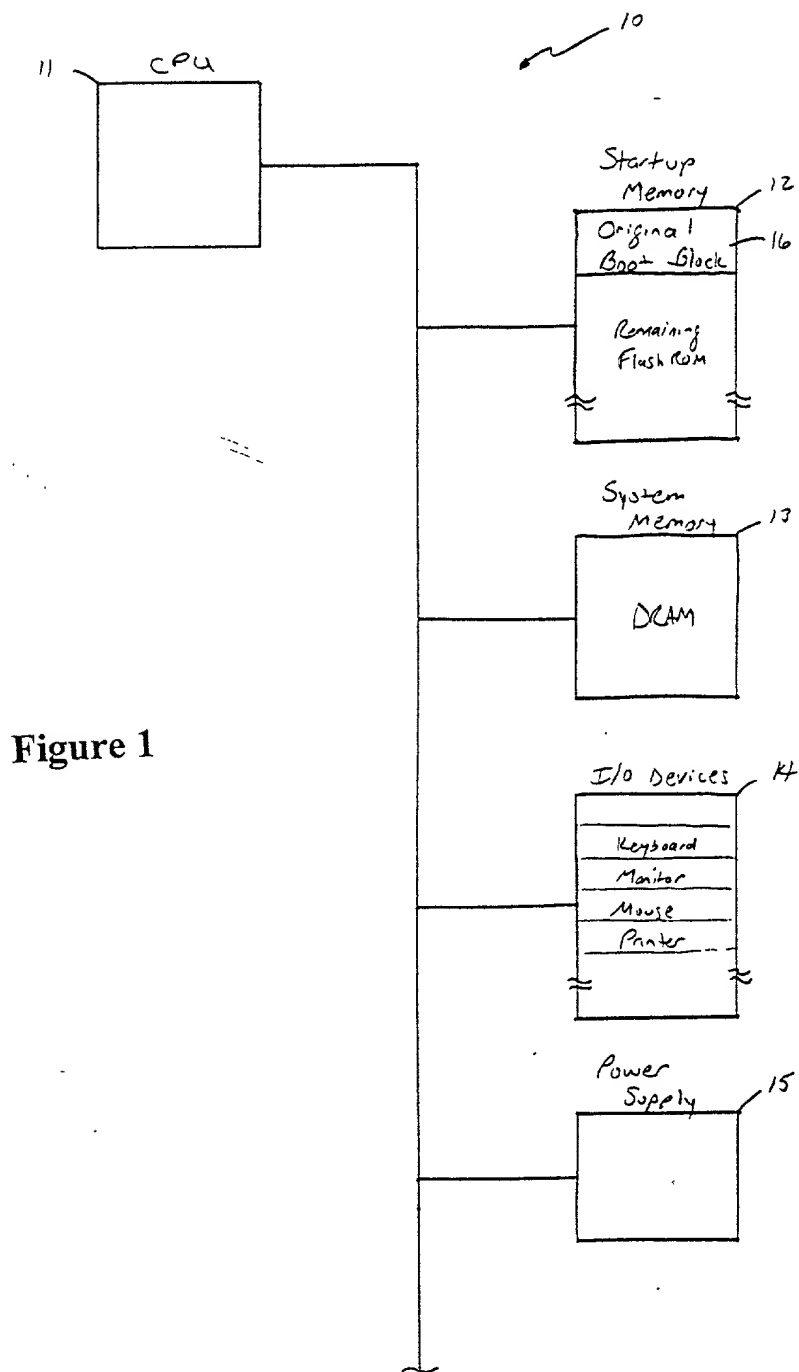 10
11
CPU
Startup
Memory
12
Original
Boot Block
16
Remaining
Flash ROM
System
Memory
13
DRAM
Figure 1
I/O Devices
14
Keyboard
Monitor
Mouse
Printer
Power
Supply
15